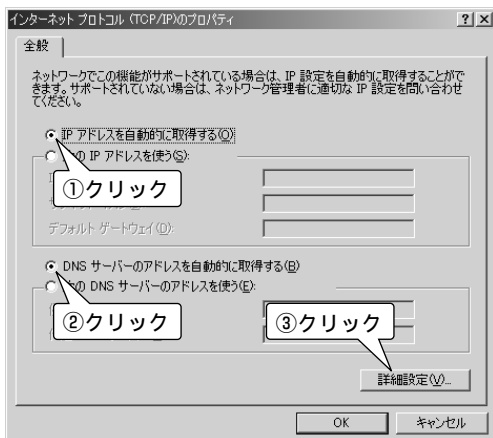 インターネット プロトコル (TCP/IP)のプロパティ
? ×
全般
ネットワークでこの機能がサポートされている場合は、IP 設定を自動的に取得することがで
きます。サポートされていない場合は、ネットワーク管理者に適切な IP 設定を問い合わせ
てください。
IP アドレスを自動的に取得する(O)
の IP アドレスを使う(S):
①クリック
デフォルト ゲートウェイ(D):
DNS サーバーのアドレスを自動的に取得する(B)
の DNS サーバーのアドレスを使う(E):
②クリック
③クリック
詳細設定(V)...
OK
キャンセル